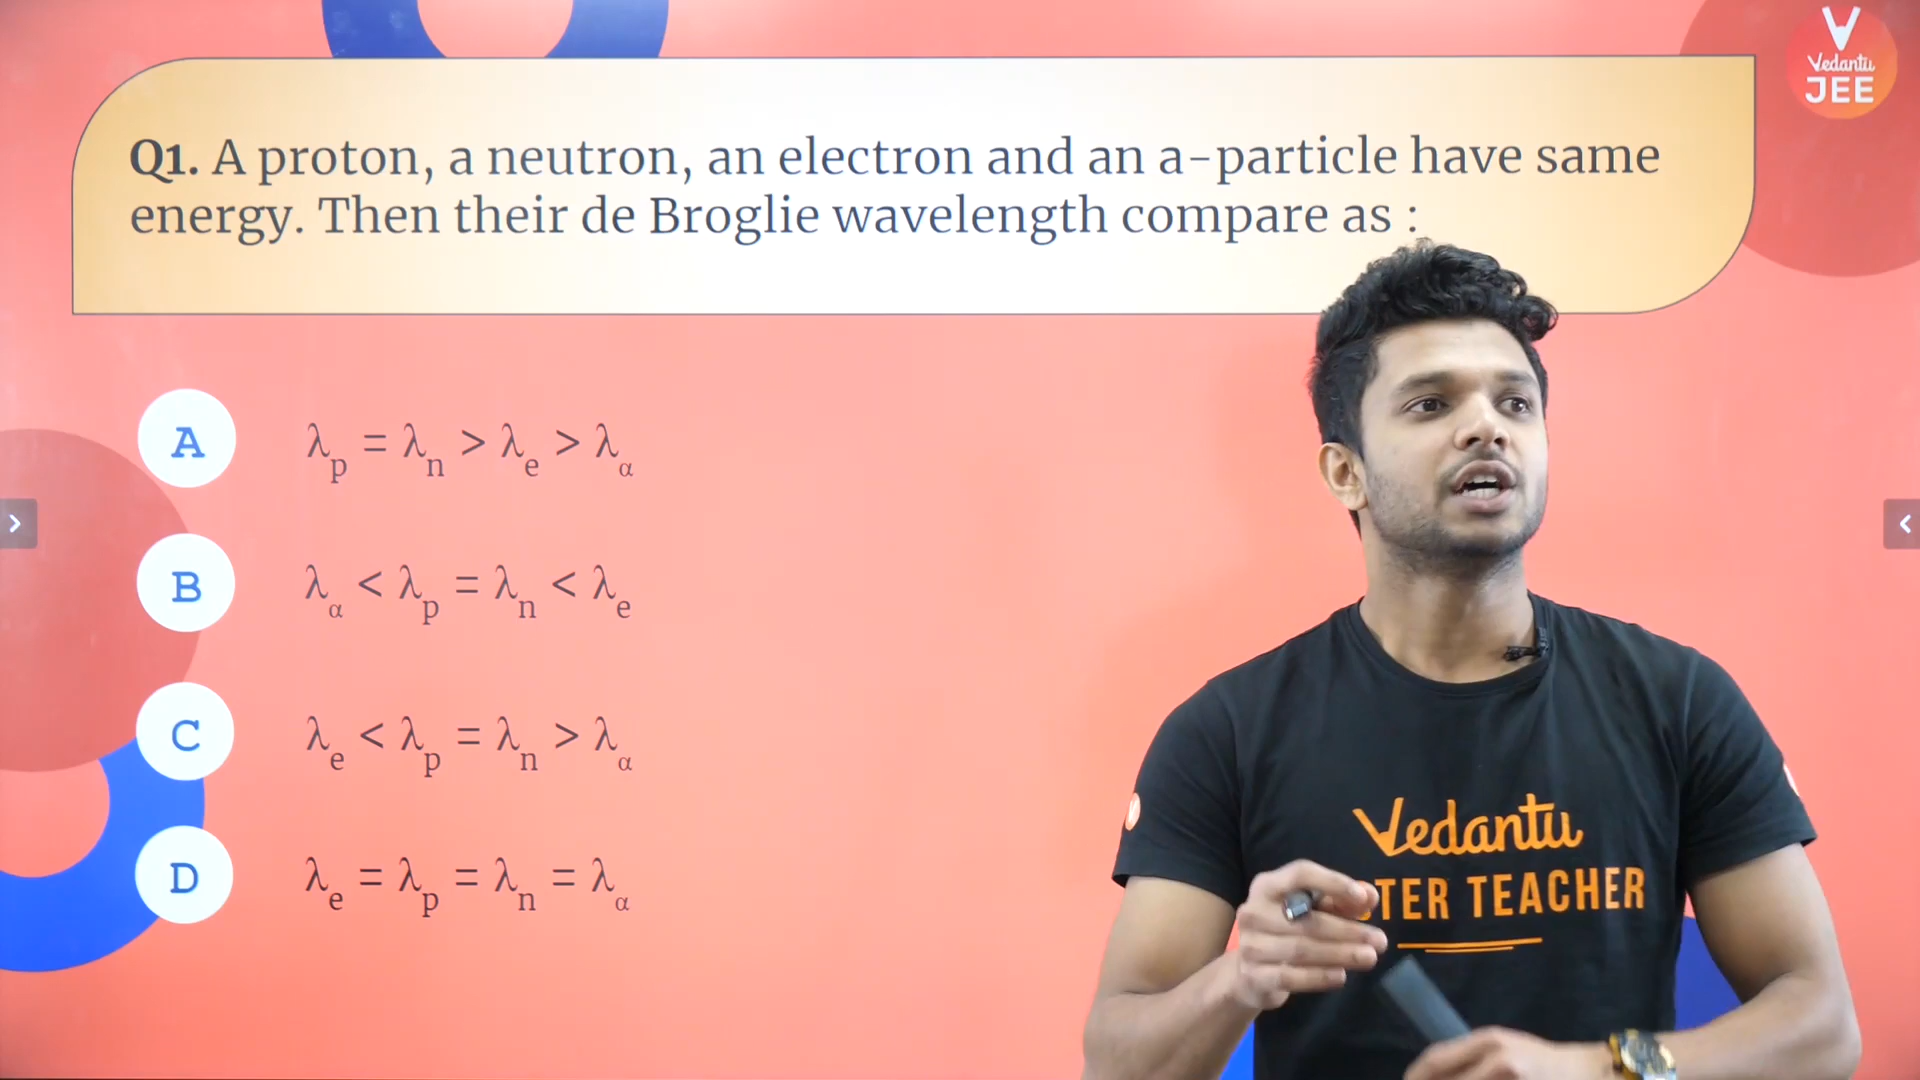 Vedantu
JEE
Q1. A proton, a neutron, an electron and an a-particle have same
energy. Then their de Broglie wavelength compare as :
A λp = λn > λe > λα
B λα < λp = λn < λe
C λe < λp = λn > λα
D λe = λp = λn = λα
Vedantu
TER TEACHER